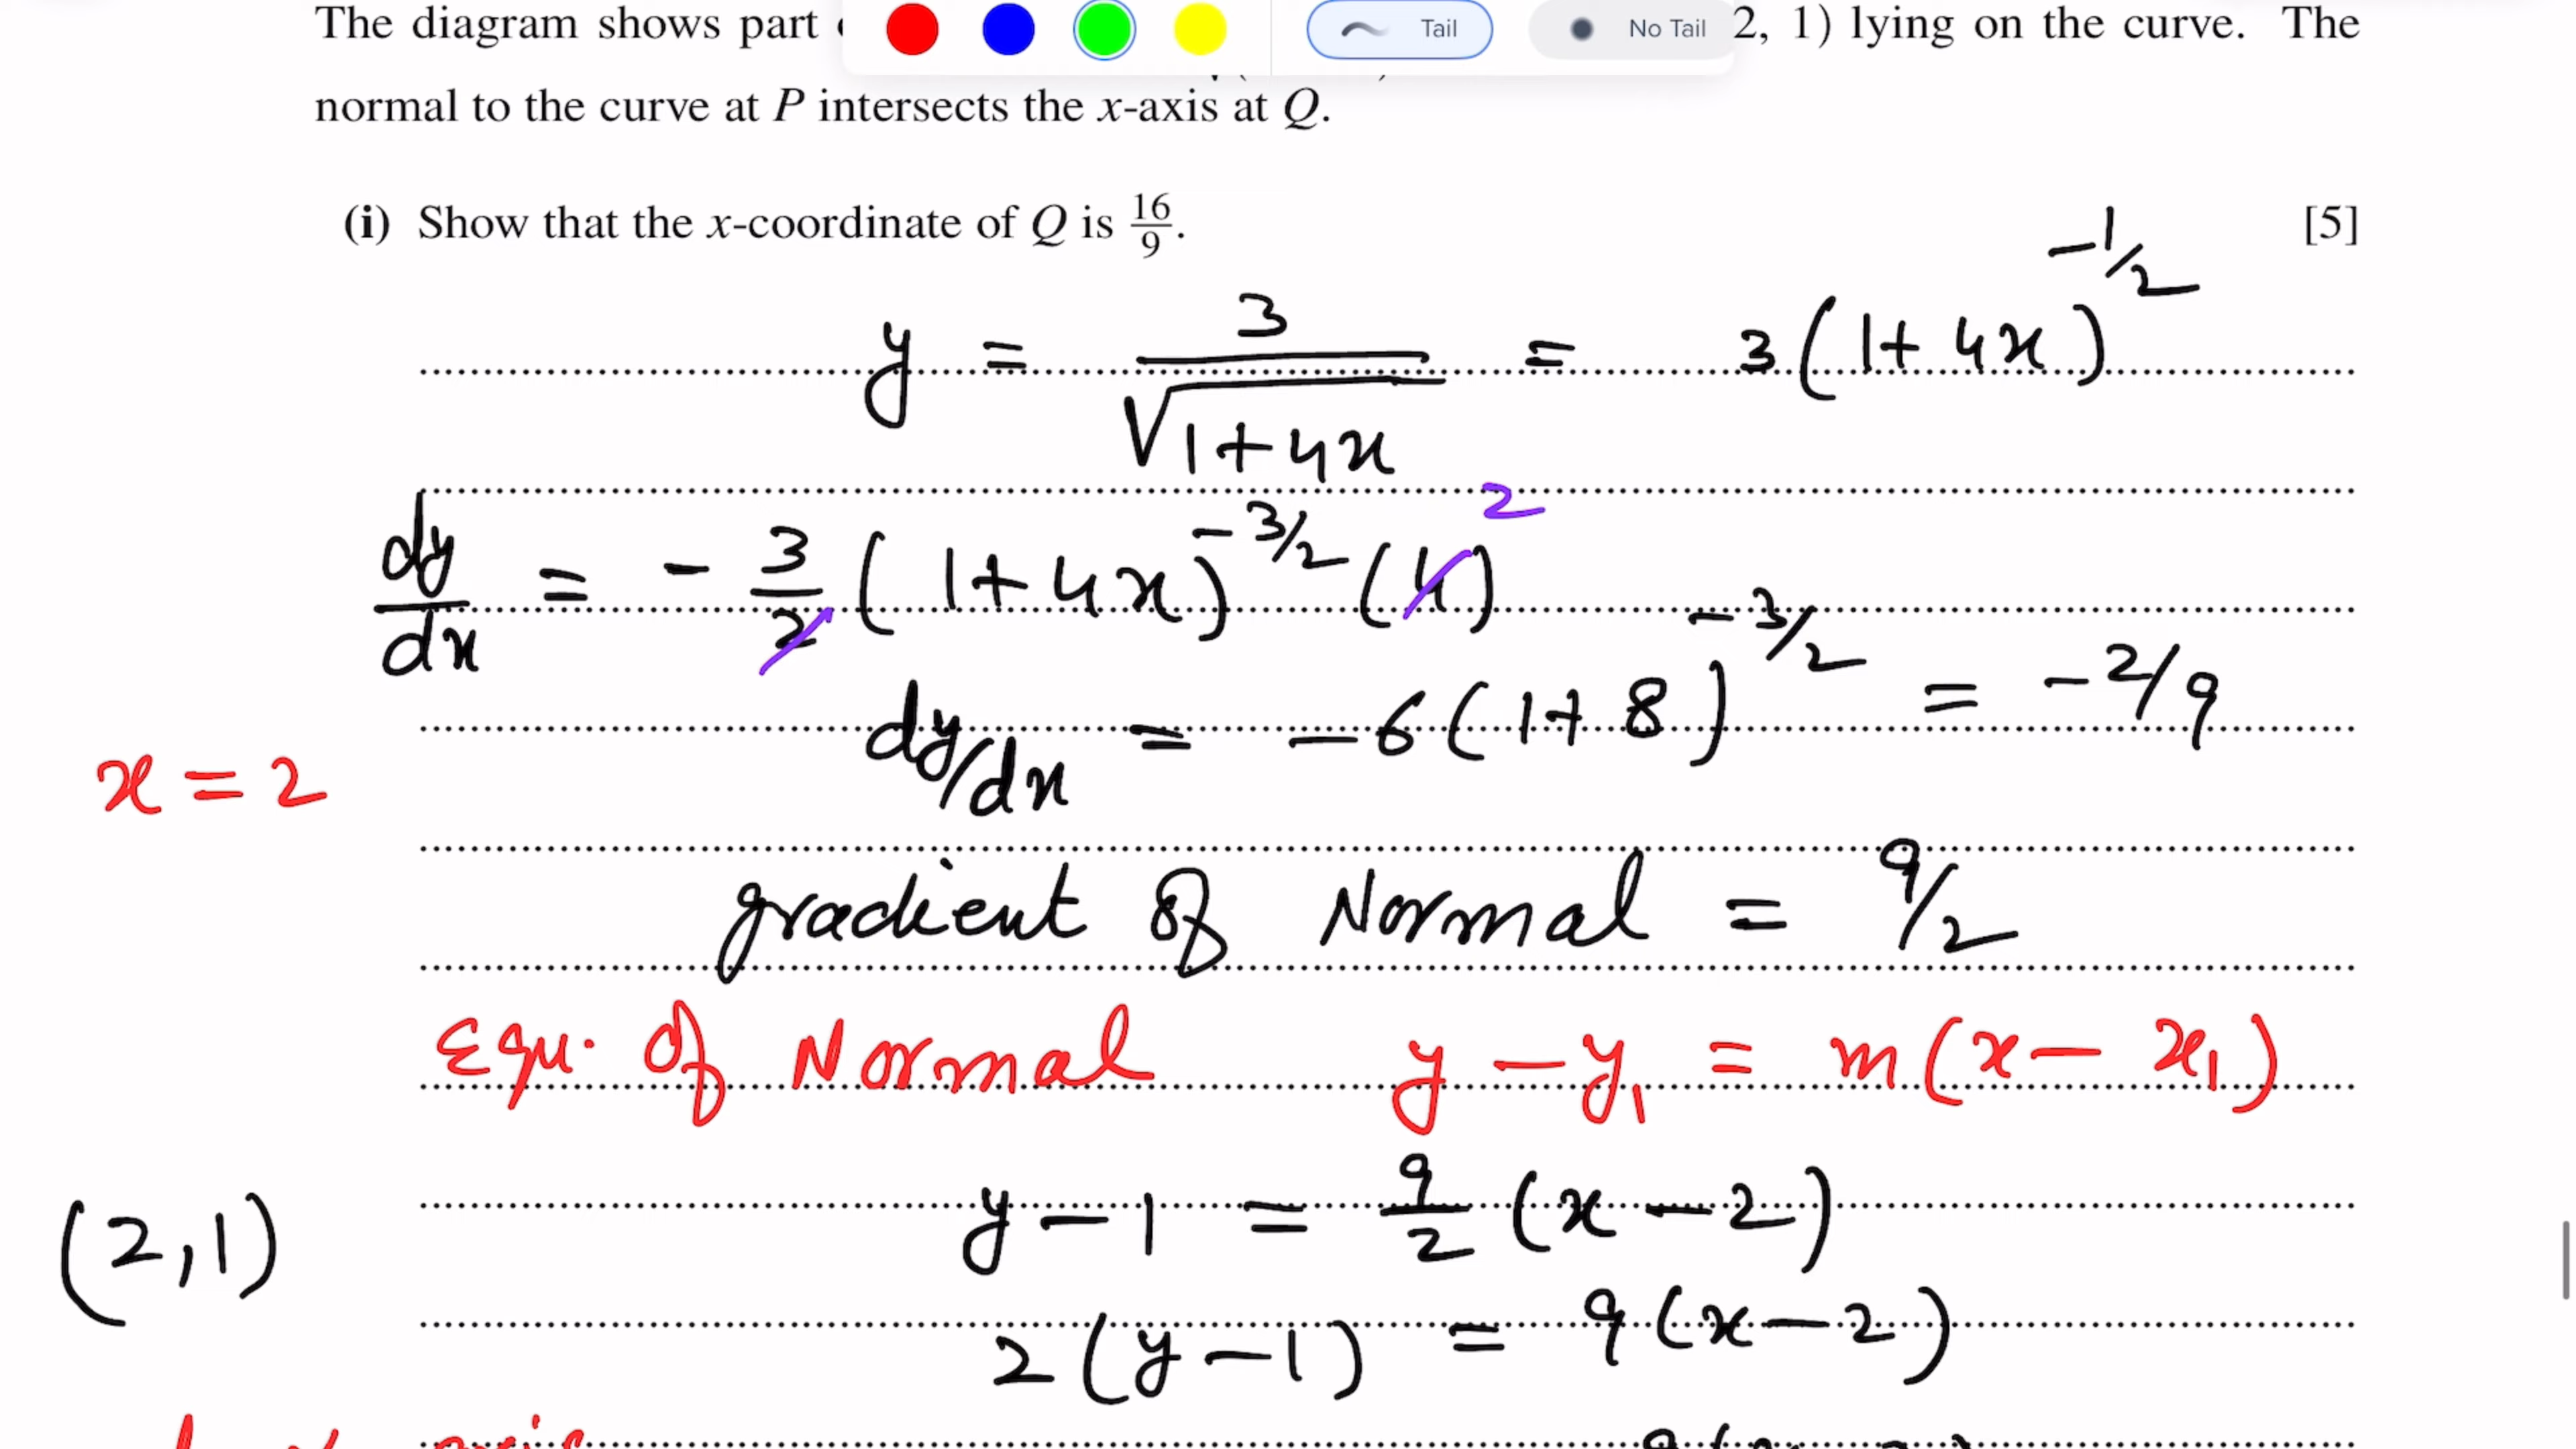 The diagram shows part
Tail
No Tail
2, 1) lying on the curve. The
normal to the curve at P intersects the x-axis at Q.
(i) Show that the x-coordinate of Q is 16/9. [5]
y = 3/√1+4x = 3(1+4x)^-1/2
dy/dx = - 3/2 (1+4x)^-3/2 (4) 2
dy/dx = -6(1+8)^-3/2 = -2/9
x = 2
gradient of Normal = 9/2
Equ. of Normal y - y₁ = m(x - x₁)
y - 1 = 9/2 (x - 2)
(2,1)
2(y-1) = 9(x-2)